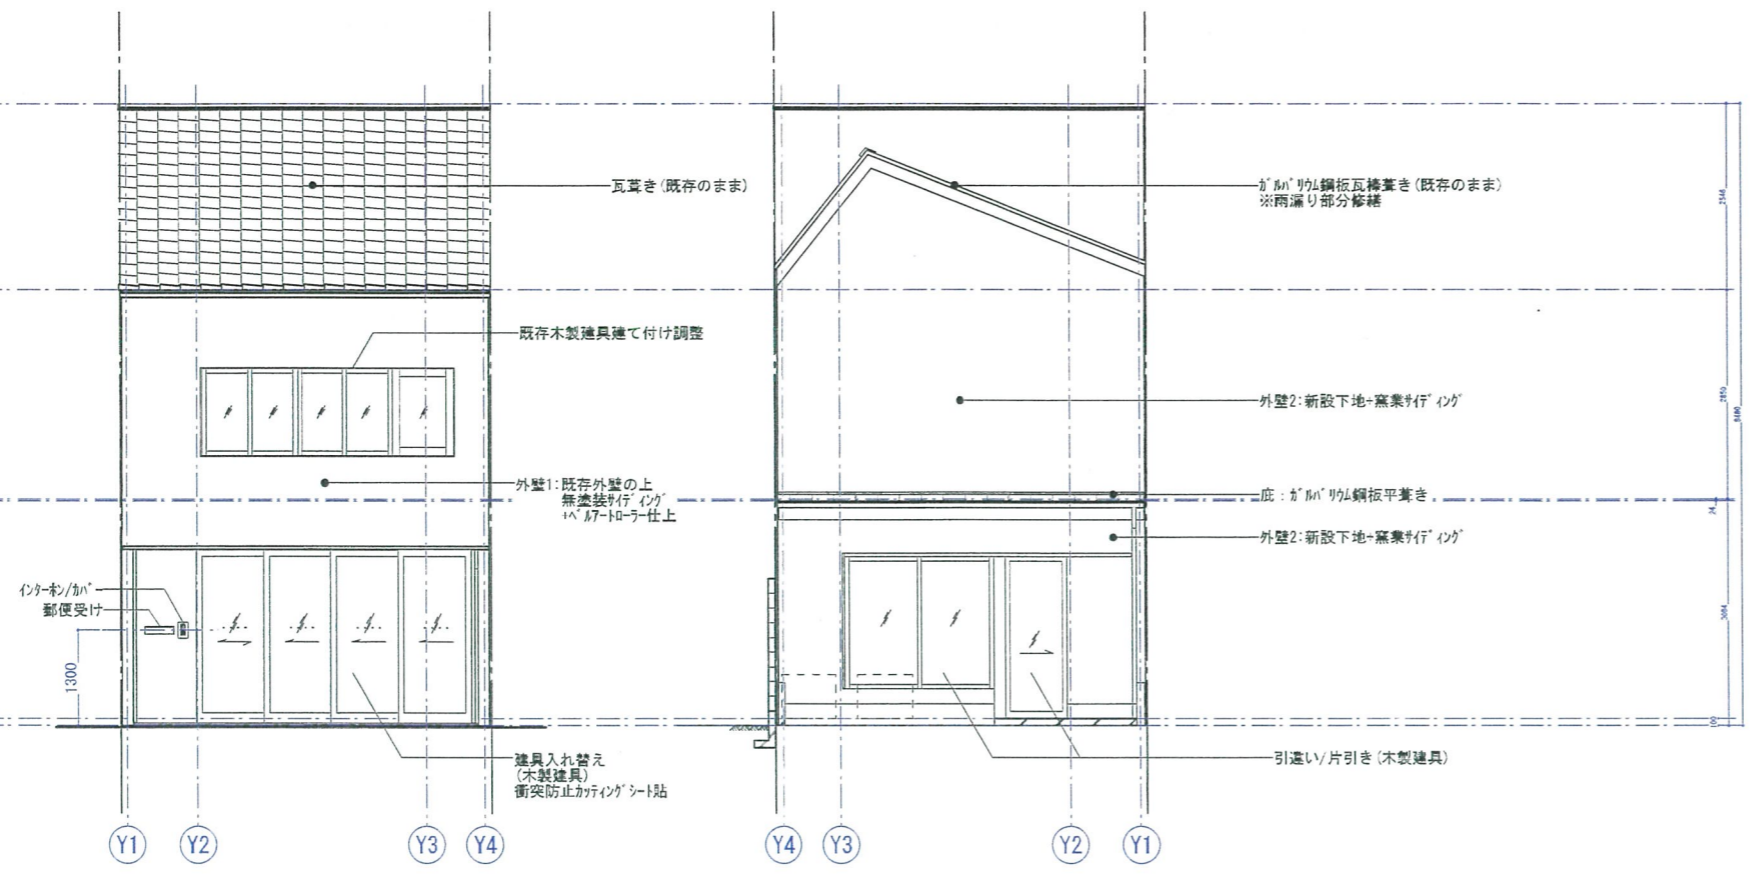 瓦葺き(既存のまま)
既存木製建具建て付け調整
外壁1:既存外壁の上
無塗装ｻｲﾃﾞｨﾝｸﾞ
+ﾍﾞﾙｱｰﾄﾛｰﾗｰ仕上
ｲﾝﾀｰﾎﾝ/ｶﾊﾞｰ
郵便受け
1300
建具入れ替え
(木製建具)
衝突防止ｶｯﾃｨﾝｸﾞｼｰﾄ貼
Y1 Y2 Y3 Y4
ｶﾞﾙﾊﾞﾘｳﾑ鋼板瓦棒葺き(既存のまま)
※雨漏り部分修繕
外壁2:新設下地+窯業ｻｲﾃﾞｨﾝｸﾞ
庇:ｶﾞﾙﾊﾞﾘｳﾑ鋼板平葺き
外壁2:新設下地+窯業ｻｲﾃﾞｨﾝｸﾞ
引違い/片引き(木製建具)
Y4 Y3 Y2 Y1
24
100